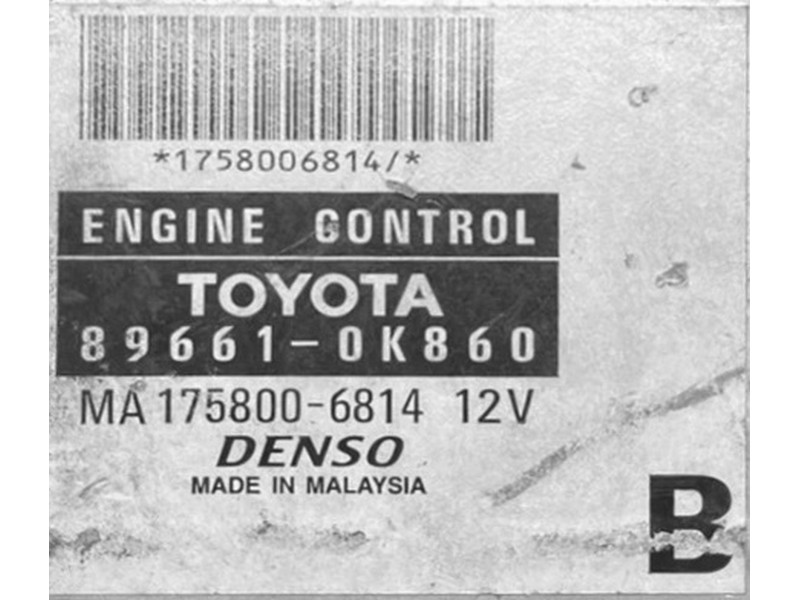 *1758006814/*
ENGINE CONTROL
TOYOTA
89661-0K860
MA 175800-6814 12V
DENSO
MADE IN MALAYSIA
B